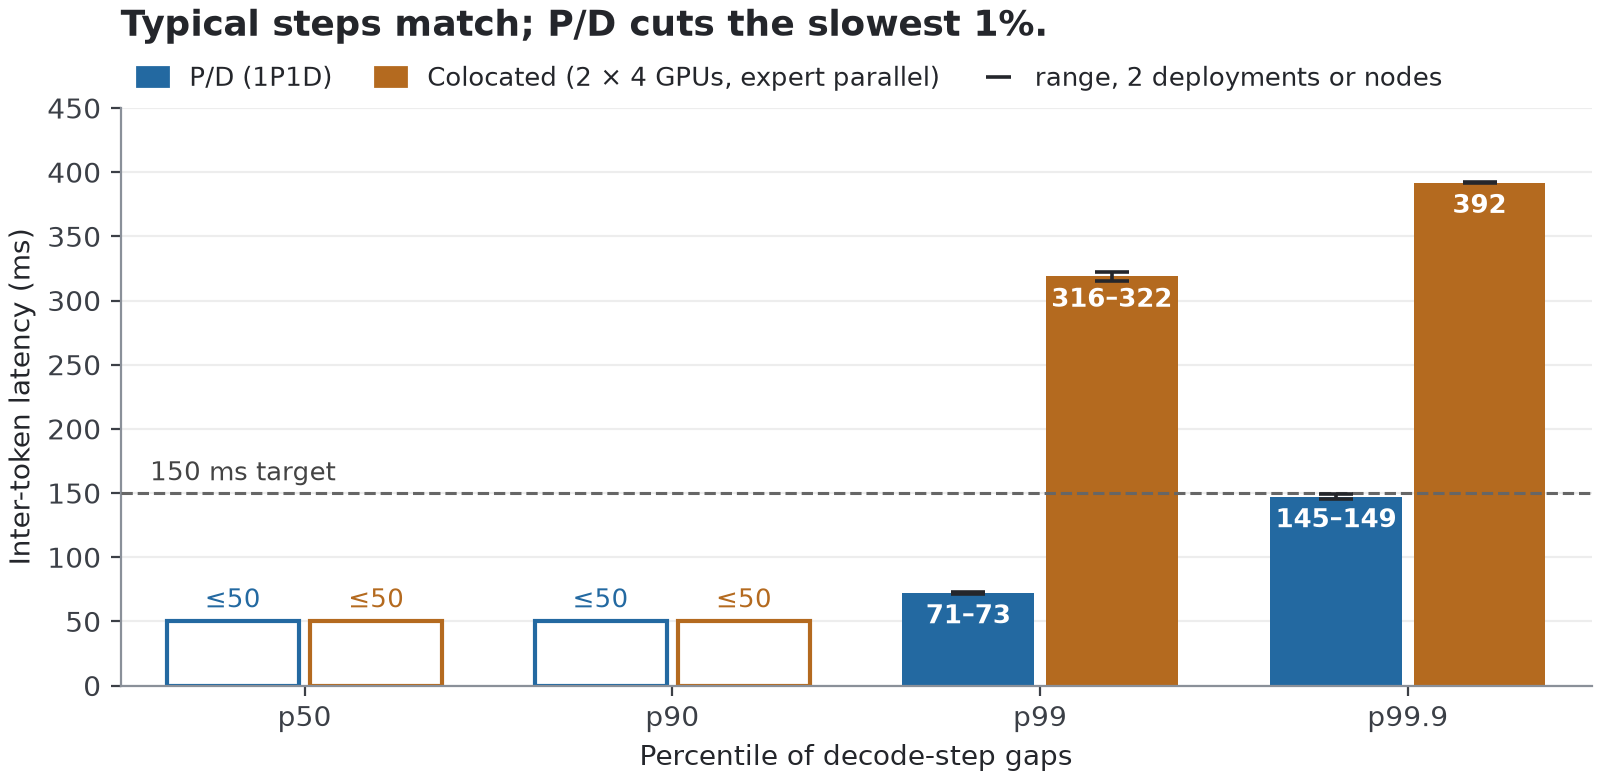 Typical steps match; P/D cuts the slowest 1%.
P/D (1P1D)
Colocated (2 × 4 GPUs, expert parallel)
range, 2 deployments or nodes
Inter-token latency (ms)
450
400
350
300
250
200
150
100
50
0
150 ms target
≤50
≤50
≤50
≤50
71–73
316–322
145–149
392
p50
p90
p99
p99.9
Percentile of decode-step gaps